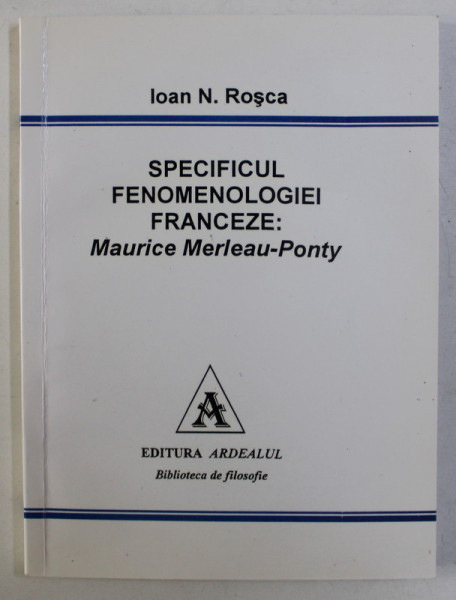 Ioan N. Roşca
SPECIFICUL
FENOMENOLOGIEI
FRANCEZE:
Maurice Merleau-Ponty
A
EDITURA ARDEALUL
Biblioteca de filosofie